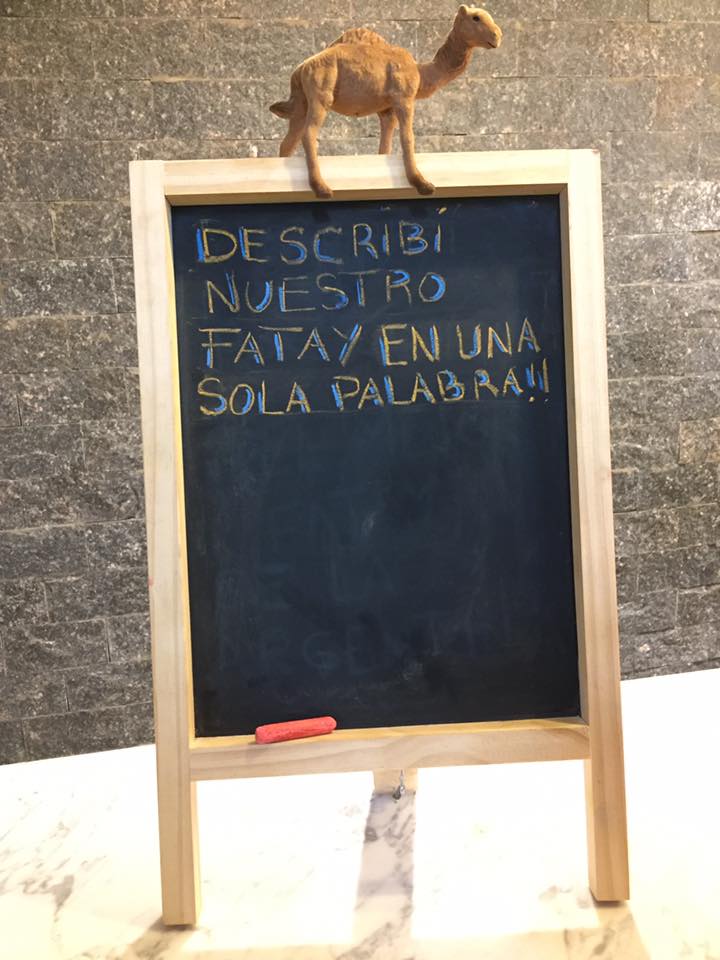 DESCRIBÍ
NUESTRO
FATAY EN UNA
SOLA PALABRA!!